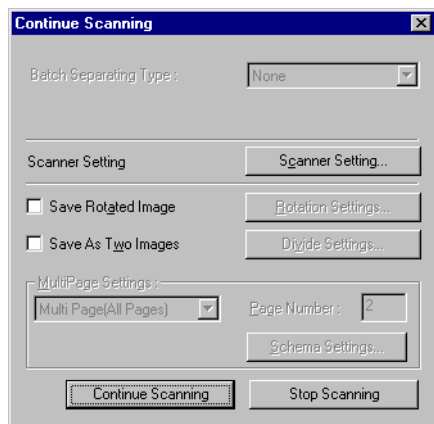 Continue Scanning
Batch Separating Type : None
Scanner Setting Scanner Setting...
Save Rotated Image Rotation Settings...
Save As Two Images Divide Settings...
MultiPage Settings :
Multi Page(All Pages) Page Number : 2
Schema Settings...
Continue Scanning Stop Scanning